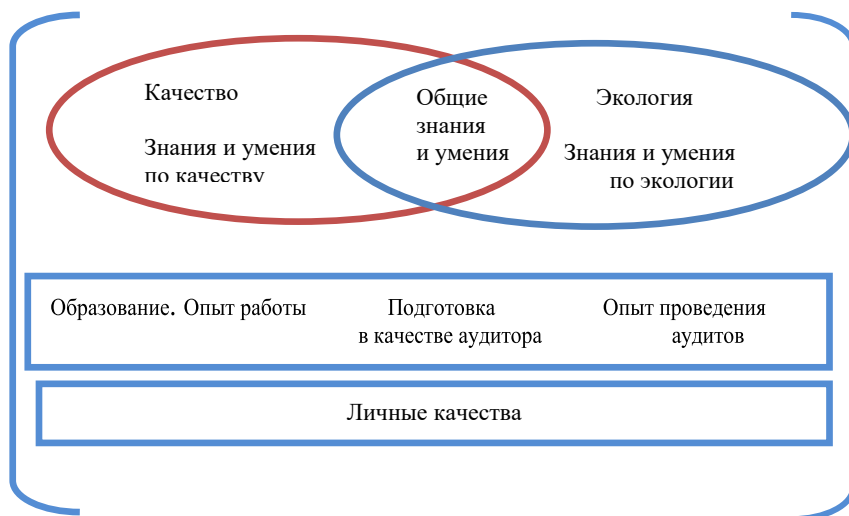 Качество
Знания и умения
по качеству
Общие
знания
и умения
Экология
Знания и умения
по экологии
Образование. Опыт работы
Подготовка
в качестве аудитора
Опыт проведения
аудитов
Личные качества